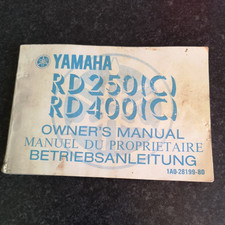 YAMAHA
RD250(C)
RD400(C)
OWNER'S MANUAL
MANUEL DU PROPRIETAIRE
BETRIEBSANLEITUNG
1A0-28199-80